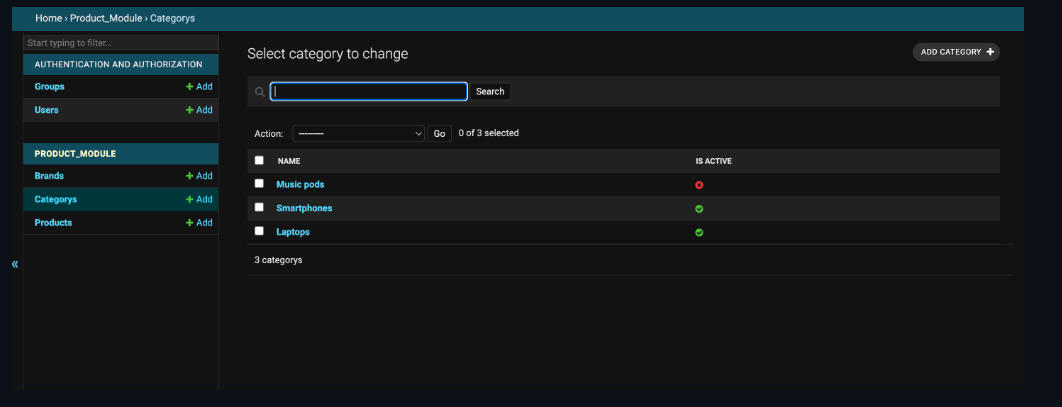 Home › Product_Module › Categorys
Start typing to filter...
AUTHENTICATION AND AUTHORIZATION
Groups + Add
Users + Add
PRODUCT_MODULE
Brands + Add
Categorys + Add
Products + Add
«
Select category to change
ADD CATEGORY +
Search
Action: --------- Go 0 of 3 selected
NAME IS ACTIVE
Music pods
Smartphones
Laptops
3 categorys